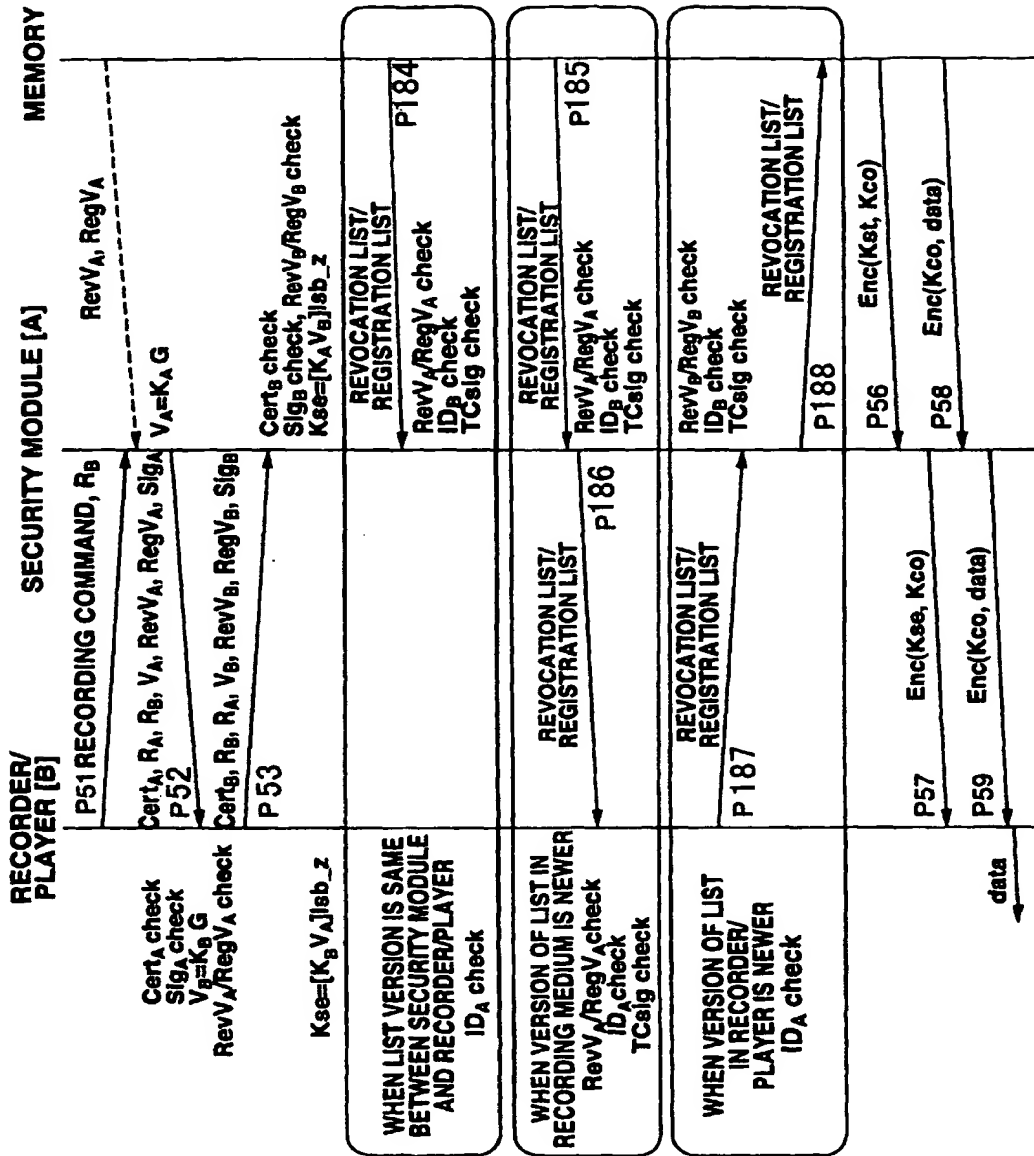 RECORDER/
PLAYER [B]
SECURITY MODULE [A]
MEMORY
P51 RECORDING COMMAND, R_B
RevV_A, RegV_A
Cert_A, R_A, R_B, V_A, RevV_A, RegV_A, Sig_A
V_A=K_A G
P52
Cert_A check
Sig_A check
V_B=K_B G
RevV_A/RegV_A check
Cert_B, R_B, R_A, V_B, RevV_B, RegV_B, Sig_B
P53
Cert_B check
Sig_B check, RevV_B/RegV_B check
Kse=[K_A V_B]lsb_z
Kse=[K_B V_A]lsb_z
WHEN LIST VERSION IS SAME
BETWEEN SECURITY MODULE
AND RECORDER/PLAYER
ID_A check
REVOCATION LIST/
REGISTRATION LIST
P184
RevV_A/RegV_A check
ID_B check
TCsig check
WHEN VERSION OF LIST IN
RECORDING MEDIUM IS NEWER
RevV_A/RegV_A check
ID_A check
TCsig check
REVOCATION LIST/
REGISTRATION LIST
P186
REVOCATION LIST/
REGISTRATION LIST
P185
RevV_A/RegV_A check
ID_B check
TCsig check
WHEN VERSION OF LIST
IN RECORDER/
PLAYER IS NEWER
ID_A check
REVOCATION LIST/
REGISTRATION LIST
P187
RevV_B/RegV_B check
ID_B check
TCsig check
REVOCATION LIST/
REGISTRATION LIST
P188
P56
Enc(Kst, Kco)
P57
Enc(Kse, Kco)
P58
Enc(Kco, data)
P59
Enc(Kco, data)
data